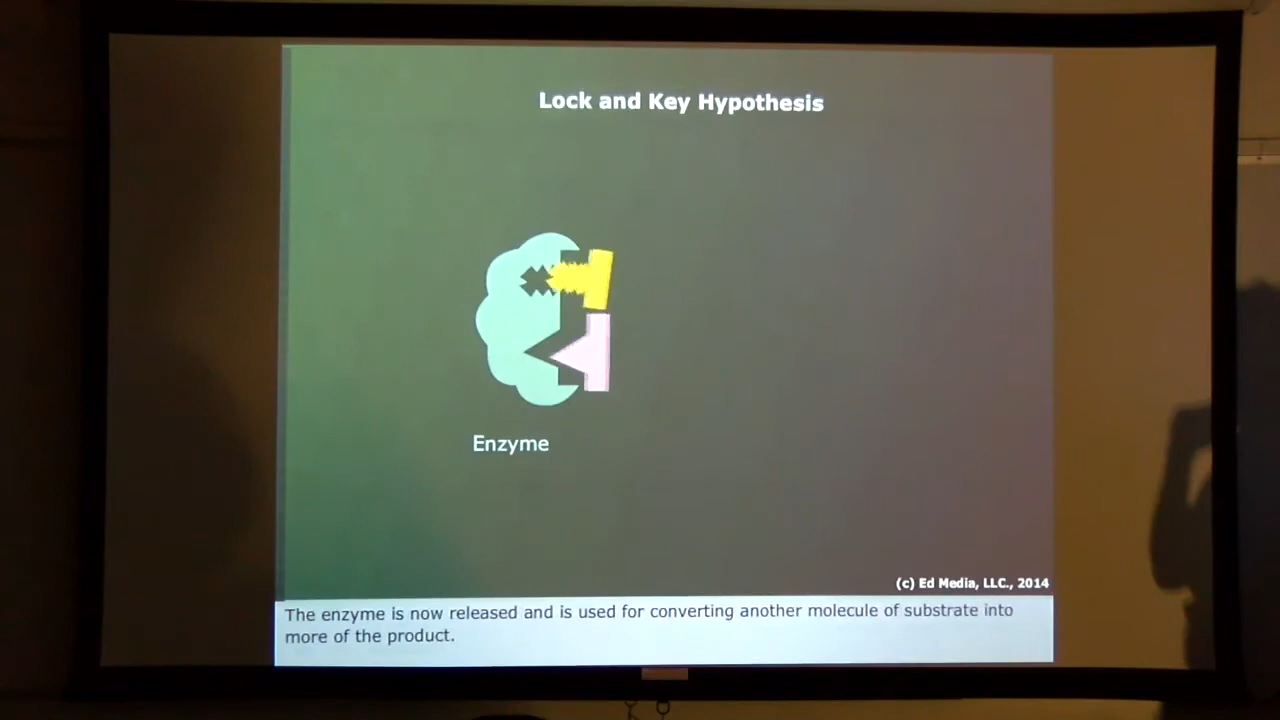 Lock and Key Hypothesis
Enzyme
(c) Ed Media, LLC., 2014
The enzyme is now released and is used for converting another molecule of substrate into
more of the product.